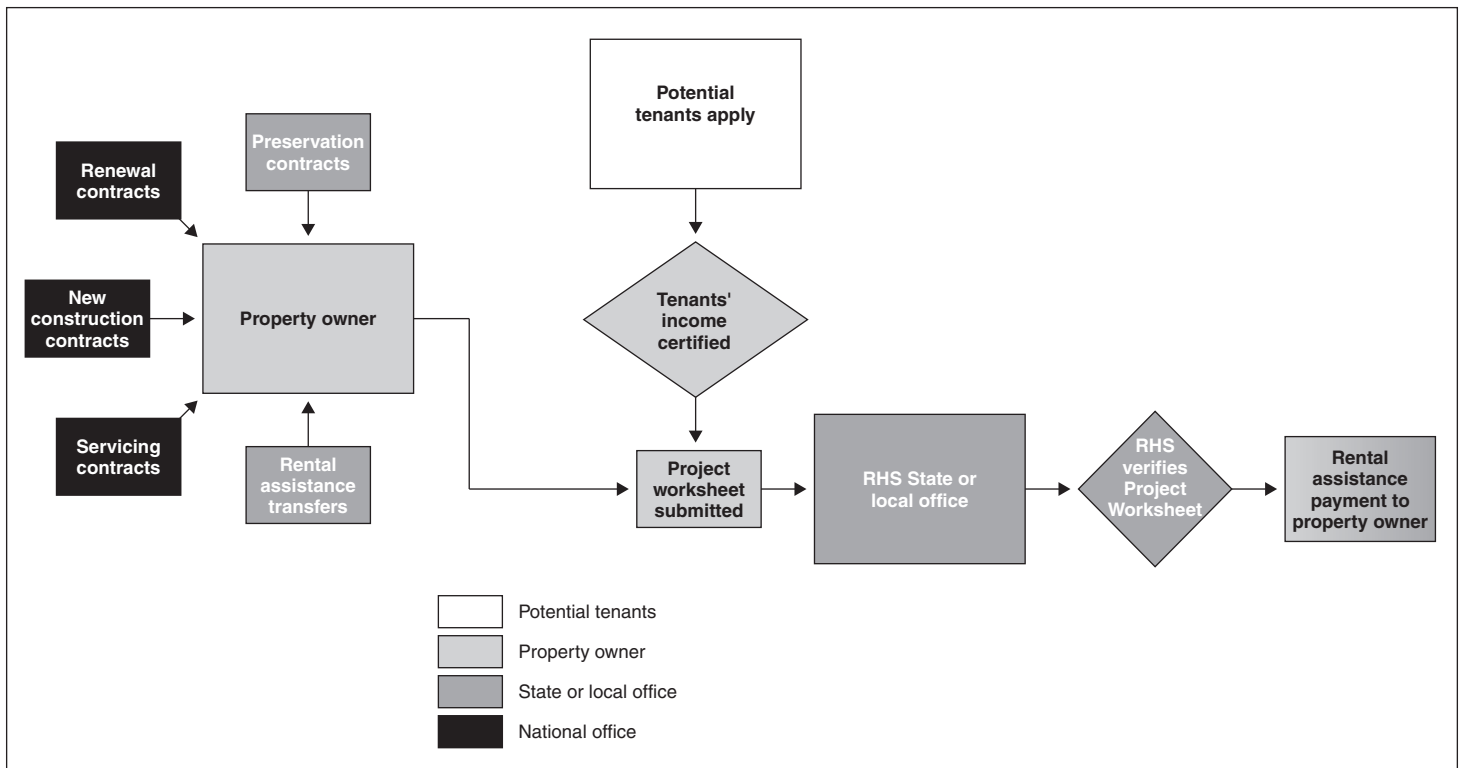 Potential
tenants apply
Preservation
contracts
Renewal
contracts
New
construction
contracts
Property owner
Tenants'
income
certified
Servicing
contracts
Rental
assistance
transfers
Project
worksheet
submitted
RHS State or
local office
RHS
verifies
Project
Worksheet
Rental
assistance
payment to
property owner
Potential tenants
Property owner
State or local office
National office